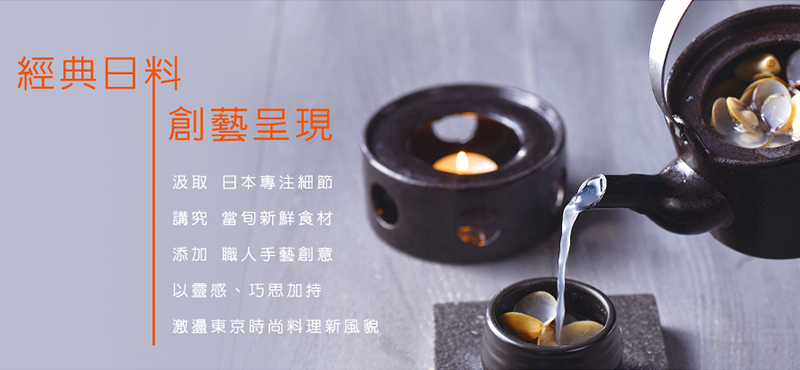 經典日料
創藝呈現
汲取 日本專注細節
講究 當旬新鮮食材
添加 職人手藝創意
以靈感、巧思加持
激盪東京時尚料理新風貌